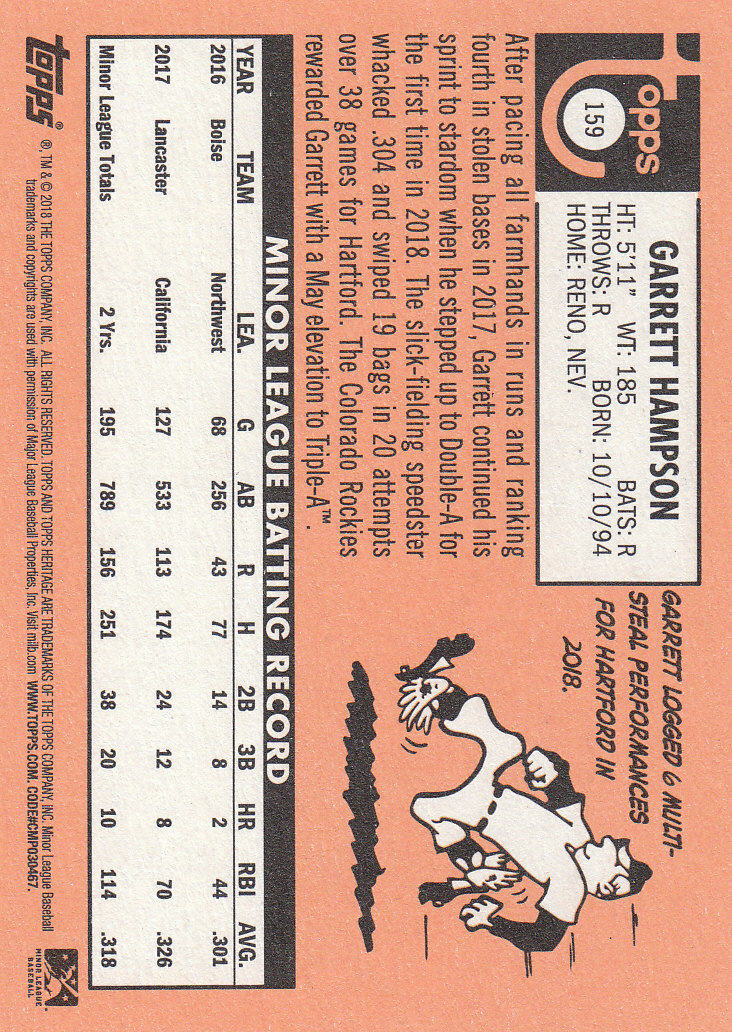 topps
159
GARRETT HAMPSON
HT: 5'11" WT: 185 BATS: R
THROWS: R BORN: 10/10/94
HOME: RENO, NEV.
GARRETT LOGGED 6 MULTI-
STEAL PERFORMANCES
FOR HARTFORD IN
2018.
After pacing all farmhands in runs and ranking
fourth in stolen bases in 2017, Garrett continued his
sprint to stardom when he stepped up to Double-A for
the first time in 2018. The slick-fielding speedster
whacked .304 and swiped 19 bags in 20 attempts
over 38 games for Hartford. The Colorado Rockies
rewarded Garrett with a May elevation to Triple-A™.
MINOR LEAGUE BATTING RECORD
YEAR TEAM LEA. G AB R H 2B 3B HR RBI AVG.
2016 Boise Northwest 68 256 43 77 14 8 2 44 .301
2017 Lancaster California 127 533 113 174 24 12 8 70 .326
Minor League Totals 2 Yrs. 195 789 156 251 38 20 10 114 .318
topps®
®, TM & © 2018 THE TOPPS COMPANY, INC. ALL RIGHTS RESERVED. TOPPS AND TOPPS HERITAGE ARE TRADEMARKS OF THE TOPPS COMPANY, INC. Minor League Baseball
trademarks and copyrights are used with permission of Major League Baseball Properties, Inc. Visit milb.com WWW.TOPPS.COM. CODE#CMP030467.
MINOR LEAGUE
BASEBALL